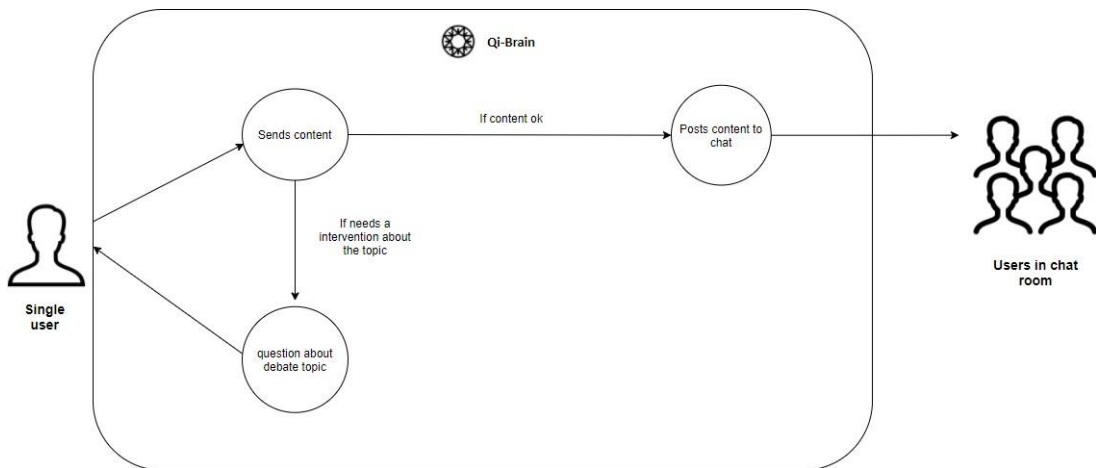 Qi-Brain
Sends content
If content ok
Posts content to
chat
If needs a
intervention about
the topic
Single
user
Users in chat
room
question about
debate topic